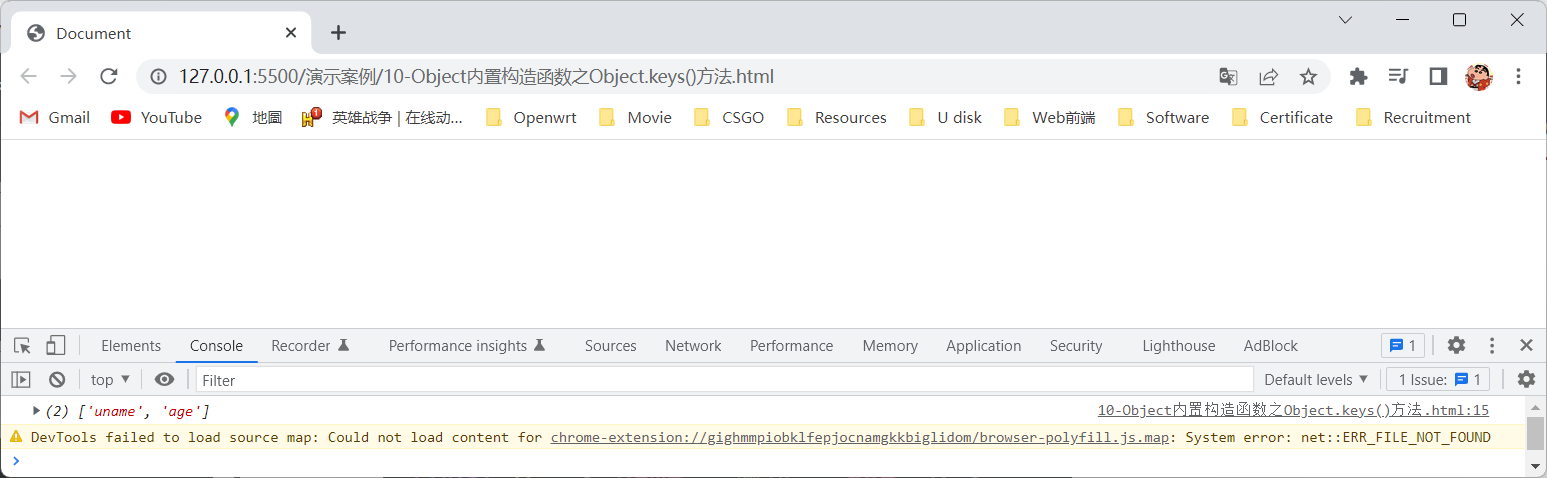 Document
127.0.0.1:5500/演示案例/10-Object内置构造函数之Object.keys()方法.html
Gmail YouTube 地圖 1 英雄战争 | 在线动... Openwrt Movie CSGO Resources U disk Web前端 Software Certificate Recruitment
Elements Console Recorder Performance insights Sources Network Performance Memory Application Security Lighthouse AdBlock 1
top Filter Default levels 1 Issue: 1
(2) ['uname', 'age'] 10-Object内置构造函数之Object.keys()方法.html:15
DevTools failed to load source map: Could not load content for chrome-extension://gighmmpiobklfepjocnamgkkbiglidom/browser-polyfill.js.map: System error: net::ERR_FILE_NOT_FOUND